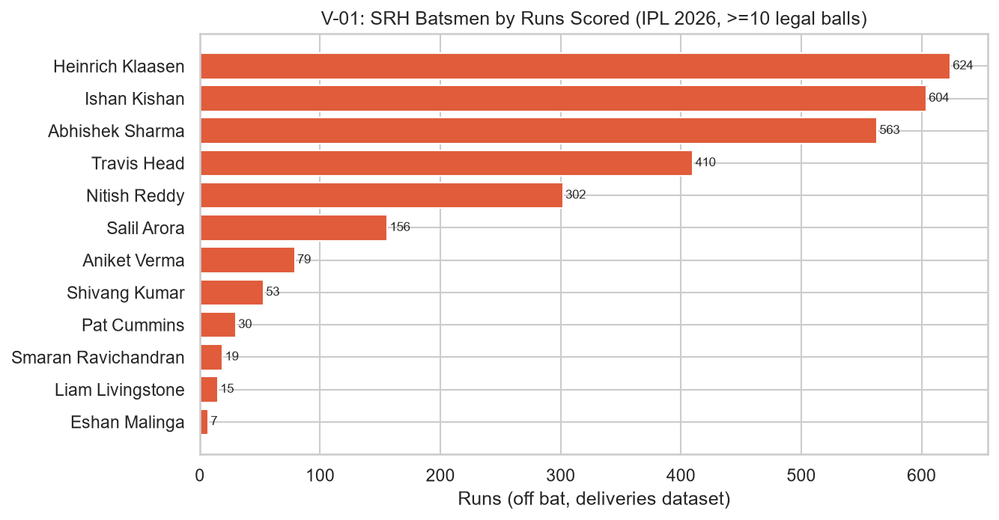 V-01: SRH Batsmen by Runs Scored (IPL 2026, >=10 legal balls)
Heinrich Klaasen 624
Ishan Kishan 604
Abhishek Sharma 563
Travis Head 410
Nitish Reddy 302
Salil Arora 156
Aniket Verma 79
Shivang Kumar 53
Pat Cummins 30
Smaran Ravichandran 19
Liam Livingstone 15
Eshan Malinga 7
0 100 200 300 400 500 600
Runs (off bat, deliveries dataset)